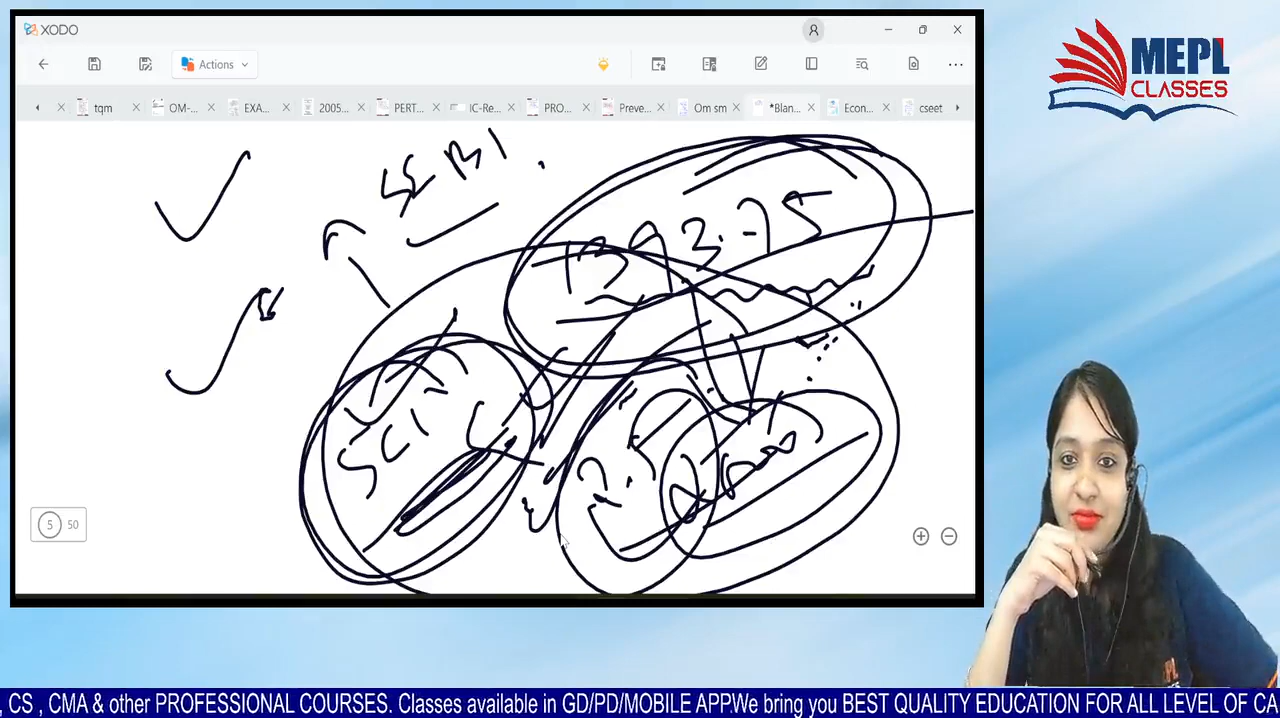 XODO
MEPL
CLASSES
Actions
tqm
OM-...
EXA...
2005...
PERT...
IC-Re...
PRO...
Preve...
Om sm
*Blan...
Econ...
cseet
SEBI
1393.75
5 50
, CS , CMA & other PROFESSIONAL COURSES. Classes available in GD/PD/MOBILE APP.We bring you BEST QUALITY EDUCATION FOR ALL LEVEL OF CA